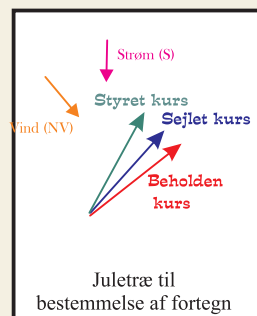 Strøm (S)
Styret kurs
Vind (NV)
Sejlet kurs
Beholden
kurs
Juletræ til
bestemmelse af fortegn